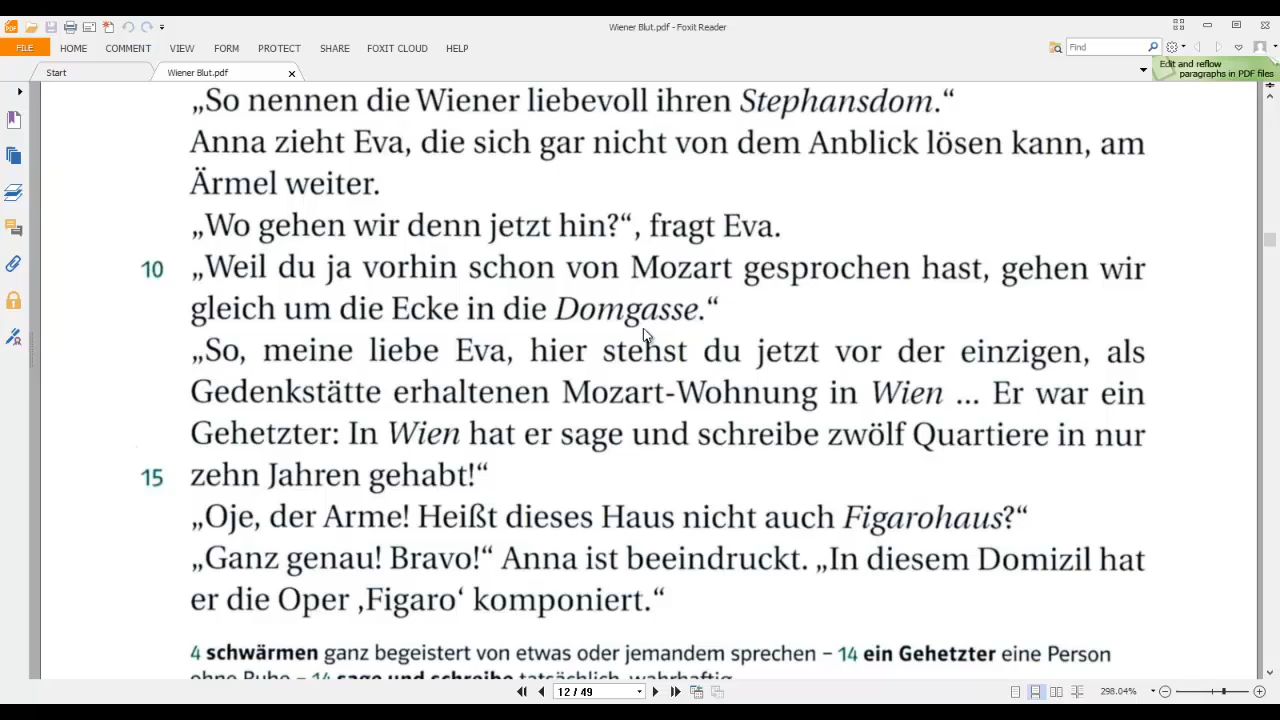 Wiener Blut.pdf - Foxit Reader
FILE HOME COMMENT VIEW FORM PROTECT SHARE FOXIT CLOUD HELP
Find
Start Wiener Blut.pdf
Edit and reflow
paragraphs in PDF files
„So nennen die Wiener liebevoll ihren Stephansdom.“
Anna zieht Eva, die sich gar nicht von dem Anblick lösen kann, am
Ärmel weiter.
„Wo gehen wir denn jetzt hin?“, fragt Eva.
10 „Weil du ja vorhin schon von Mozart gesprochen hast, gehen wir
gleich um die Ecke in die Domgasse.“
„So, meine liebe Eva, hier stehst du jetzt vor der einzigen, als
Gedenkstätte erhaltenen Mozart-Wohnung in Wien ... Er war ein
Gehetzter: In Wien hat er sage und schreibe zwölf Quartiere in nur
15 zehn Jahren gehabt!“
„Oje, der Arme! Heißt dieses Haus nicht auch Figarohaus?“
„Ganz genau! Bravo!“ Anna ist beeindruckt. „In diesem Domizil hat
er die Oper ‚Figaro‘ komponiert.“
4 schwärmen ganz begeistert von etwas oder jemandem sprechen – 14 ein Gehetzter eine Person
ohne Ruhe – 14 sage und schreibe tatsächlich, wahrhaftig
12 / 49
298.04%